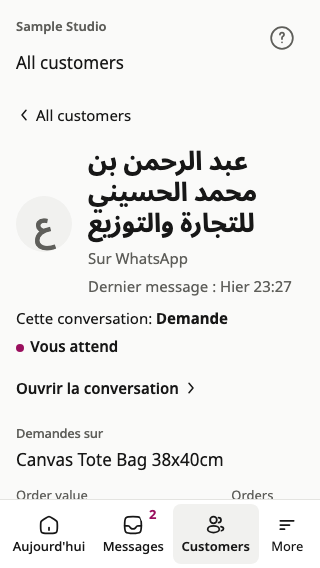 Sample Studio
All customers
All customers
عبد الرحمن بن
محمد الحسيني
للتجارة والتوزيع
ع
Sur WhatsApp
Dernier message : Hier 23:27
Cette conversation: Demande
Vous attend
Ouvrir la conversation
Demandes sur
Canvas Tote Bag 38x40cm
Order value Orders
2
Aujourd'hui Messages Customers More